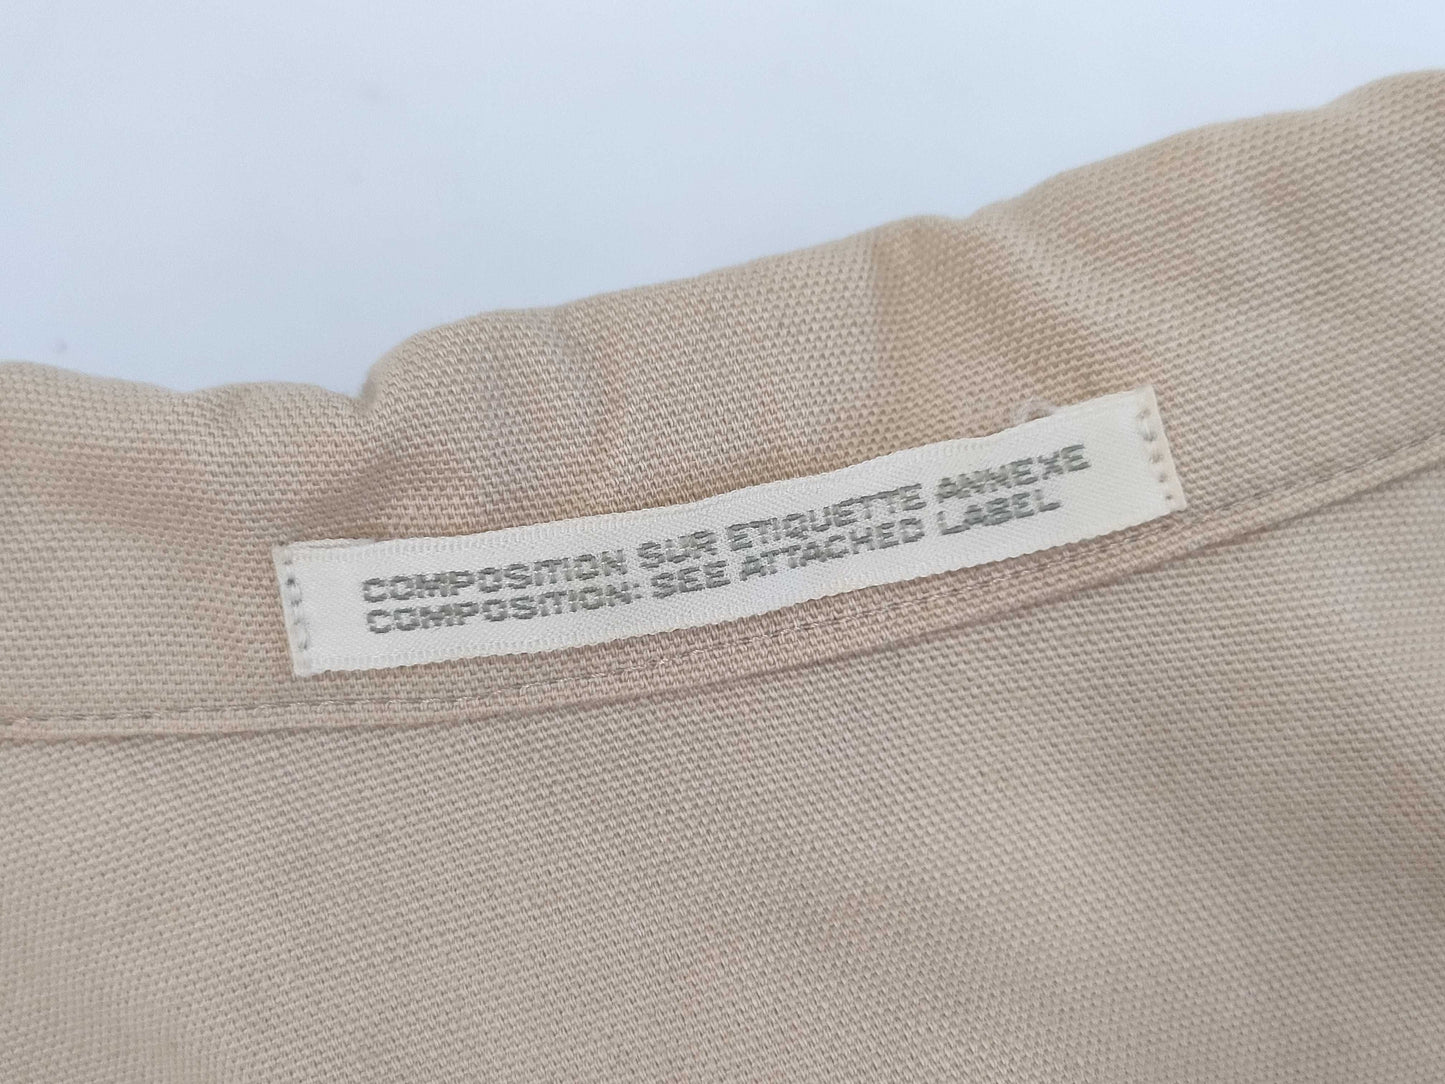 COMPOSITION SUR ETIQUETTE ANNEXE
COMPOSITION: SEE ATTACHED LABEL